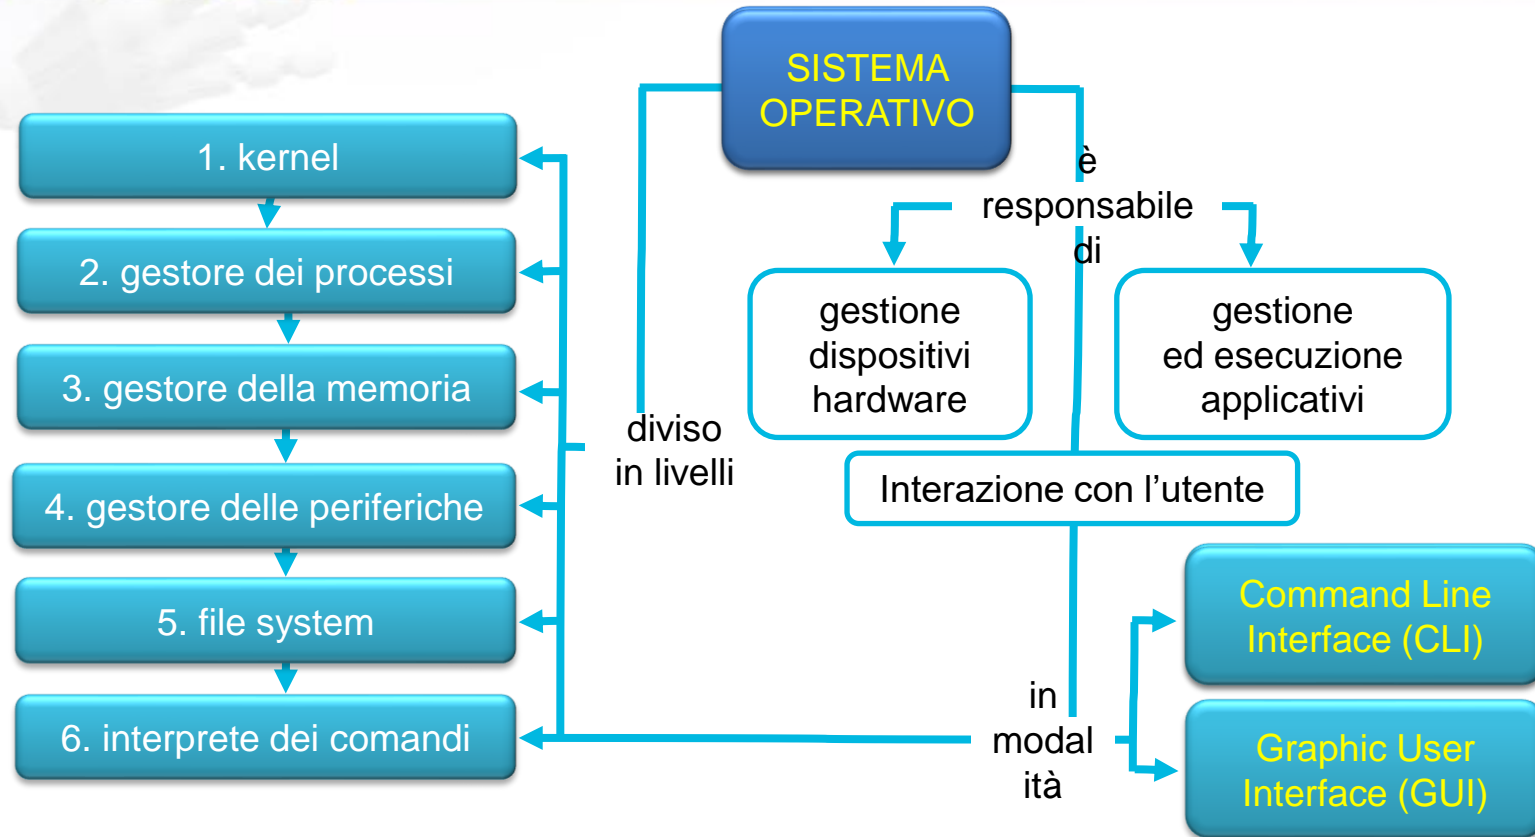 SISTEMA
OPERATIVO
1. kernel
2. gestore dei processi
3. gestore della memoria
4. gestore delle periferiche
5. file system
6. interprete dei comandi
diviso
in livelli
è
responsabile
di
gestione
dispositivi
hardware
gestione
ed esecuzione
applicativi
Interazione con l’utente
in
modal
ità
Command Line
Interface (CLI)
Graphic User
Interface (GUI)